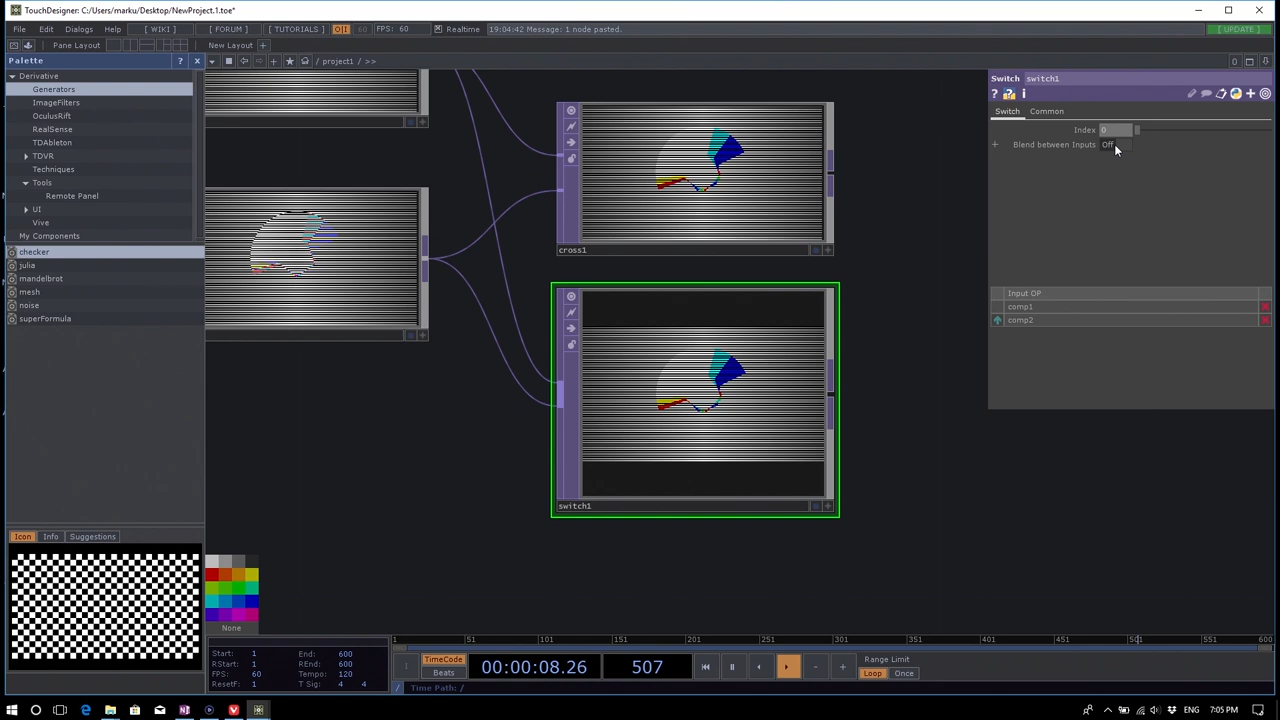 TouchDesigner: C:/Users/marku/Desktop/NewProject.1.toe*
File Edit Dialogs Help [ WIKI ] [ FORUM ] [ TUTORIALS ] O|I 60 FPS: 60 Realtime 19:04:42 Message: 1 node pasted. [ UPDATE ]
Pane Layout New Layout +
Palette ? x
/ project1 / >> 0
Derivative
Generators
ImageFilters
OculusRift
RealSense
TDAbleton
TDVR
Techniques
Tools
Remote Panel
UI
Vive
My Components
checker
julia
mandelbrot
mesh
noise
superFormula
Icon Info Suggestions
None
cross1
switch1
Switch switch1
? ? i
Switch Common
Index 0
Blend between Inputs Off
Input OP
comp1
comp2
1 51 101 151 201 251 301 351 401 451 501 551 600
Start: 1 End: 600
RStart: 1 REnd: 600
FPS: 60 Tempo: 120
ResetF: 1 T Sig: 4 4
TimeCode
Beats
00:00:08.26 507
Range Limit
Loop Once
/ Time Path: /
ENG 7:05 PM